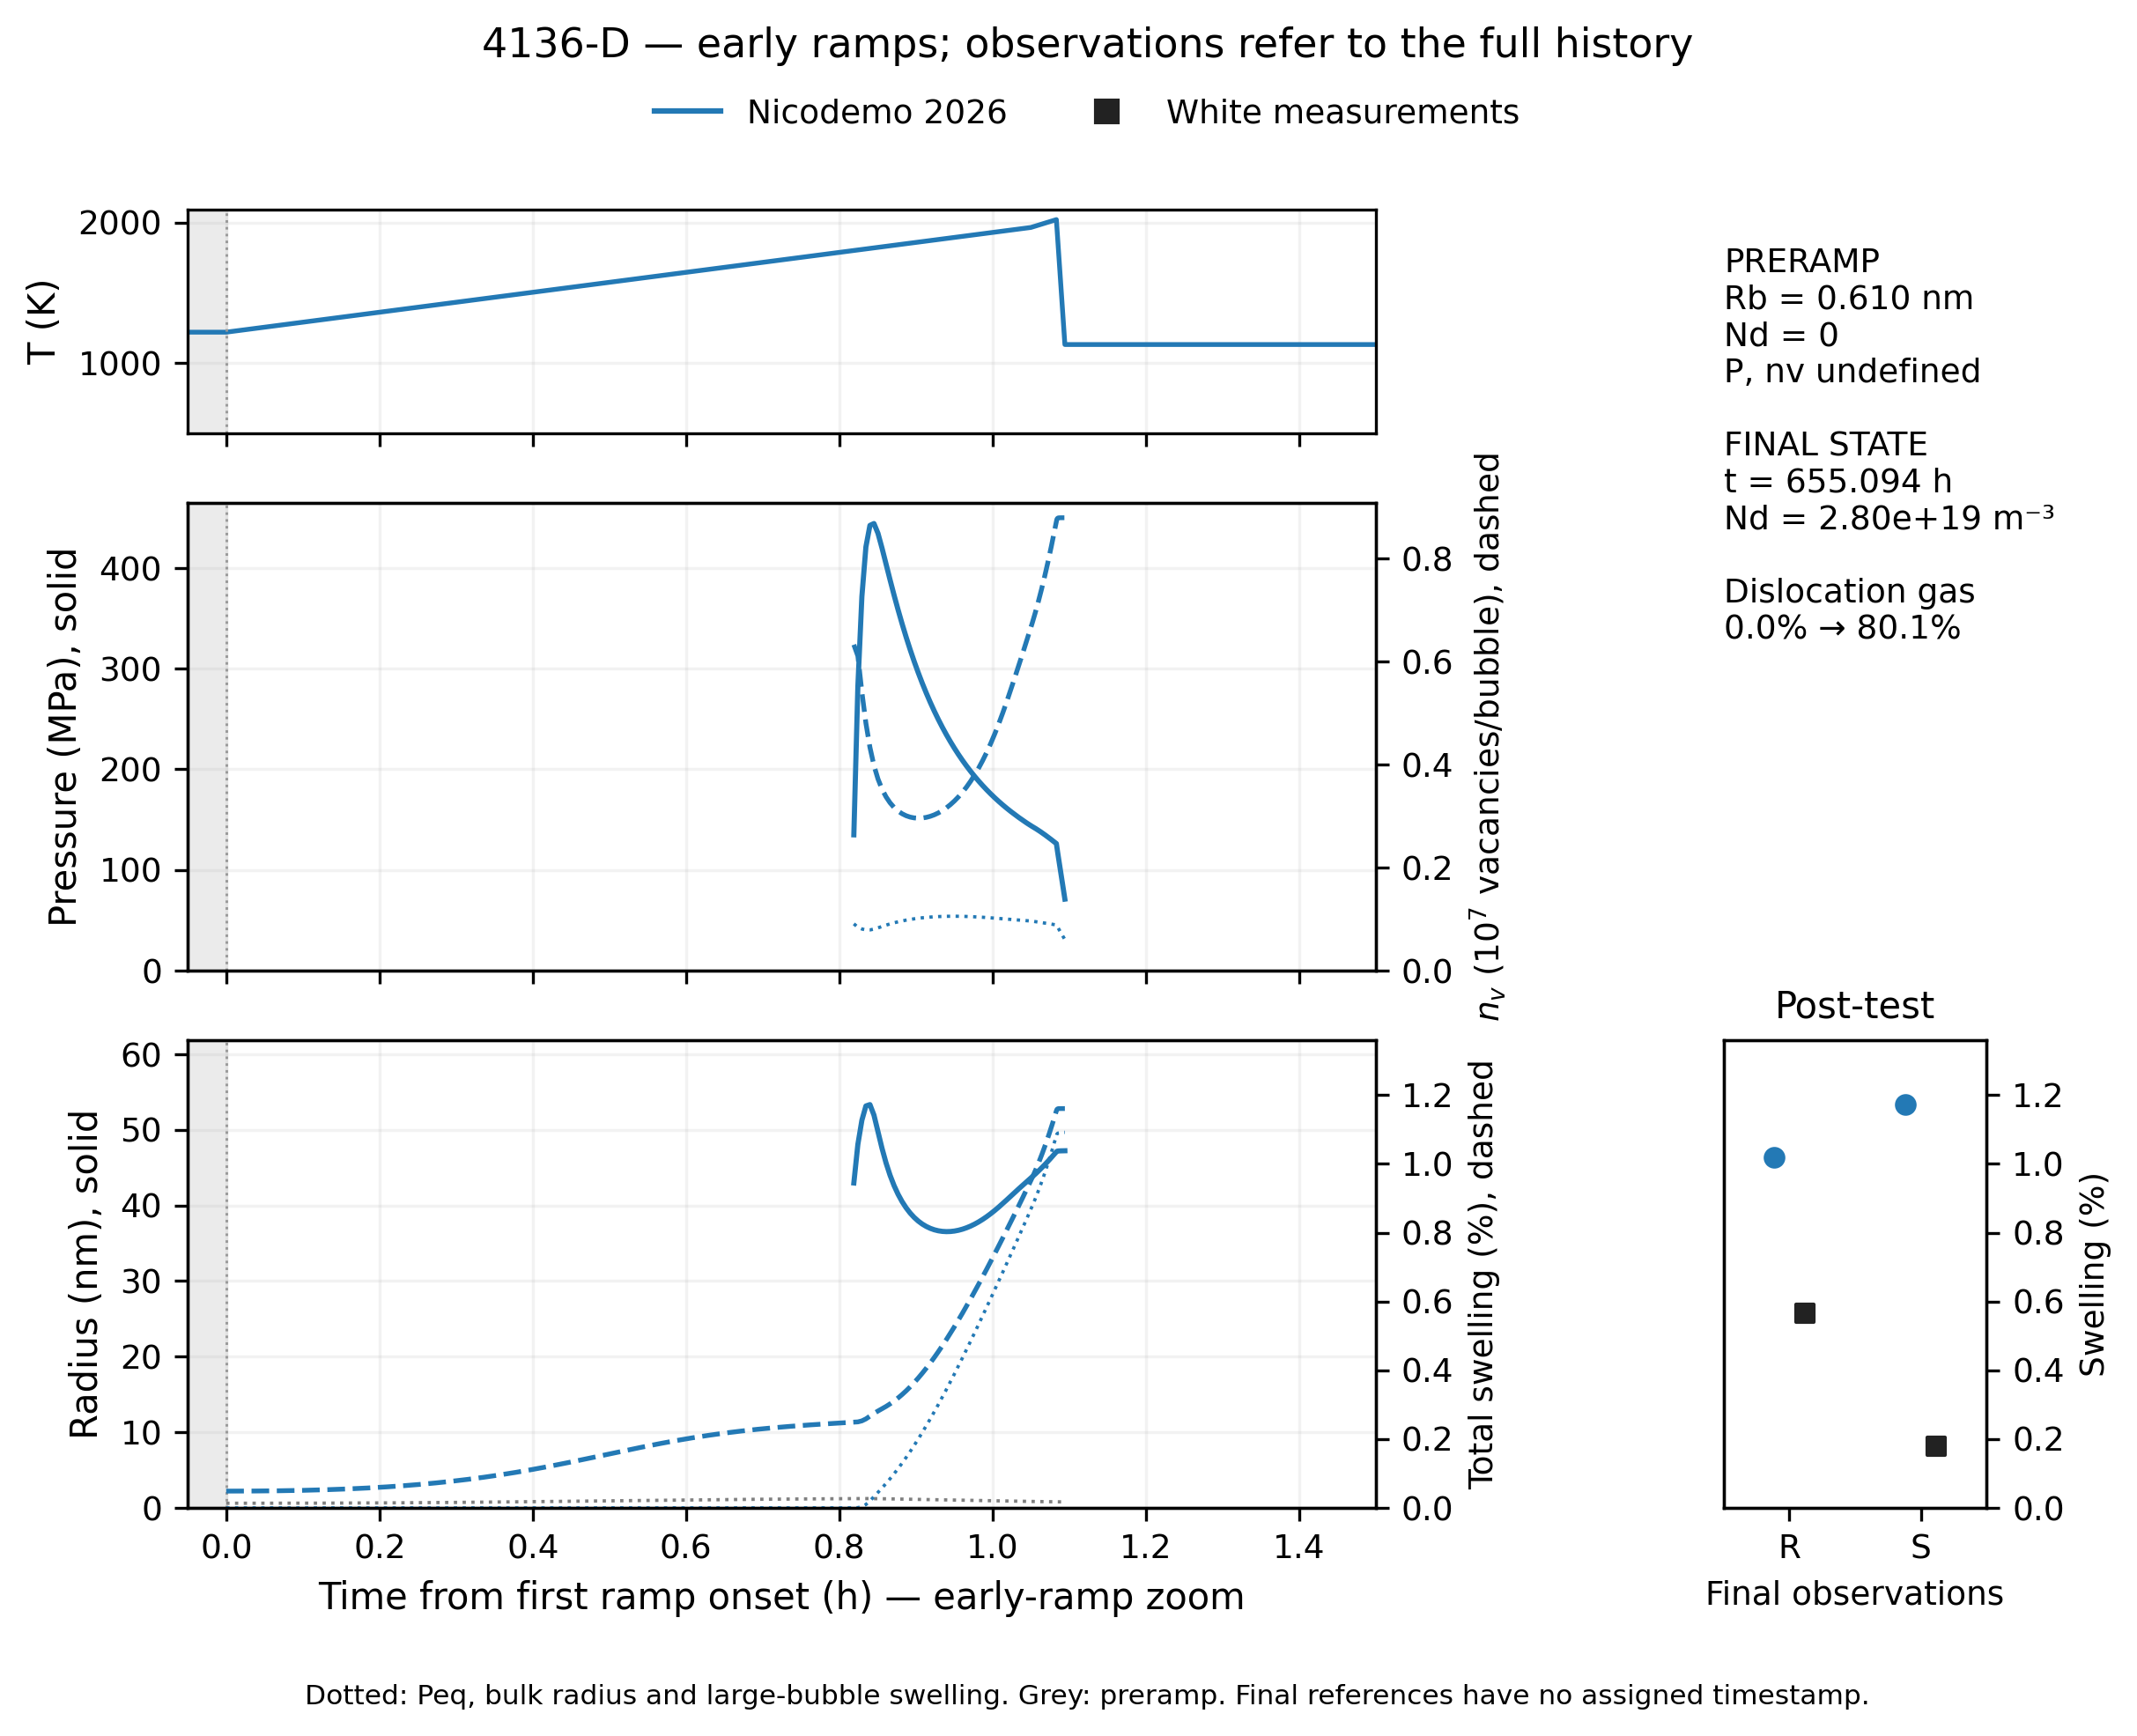 4136-D — early ramps; observations refer to the full history
Nicodemo 2026
White measurements
T (K)
2000
1000
PRERAMP
Rb = 0.610 nm
Nd = 0
P, nv undefined
FINAL STATE
t = 655.094 h
Nd = 2.80e+19 m⁻³
Dislocation gas
0.0% → 80.1%
Pressure (MPa), solid
400
300
200
100
0
0.8
0.6
0.4
0.2
0.0
nᵥ (10⁷ vacancies/bubble), dashed
Radius (nm), solid
60
50
40
30
20
10
0
1.2
1.0
0.8
0.6
0.4
0.2
0.0
Total swelling (%), dashed
0.0 0.2 0.4 0.6 0.8 1.0 1.2 1.4
Time from first ramp onset (h) — early-ramp zoom
Post-test
1.2
1.0
0.8
0.6
0.4
0.2
0.0
Swelling (%)
R S
Final observations
Dotted: Peq, bulk radius and large-bubble swelling. Grey: preramp. Final references have no assigned timestamp.